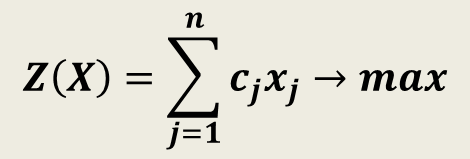 Z(X) = ∑_{j=1}^{n} c_j x_j → max